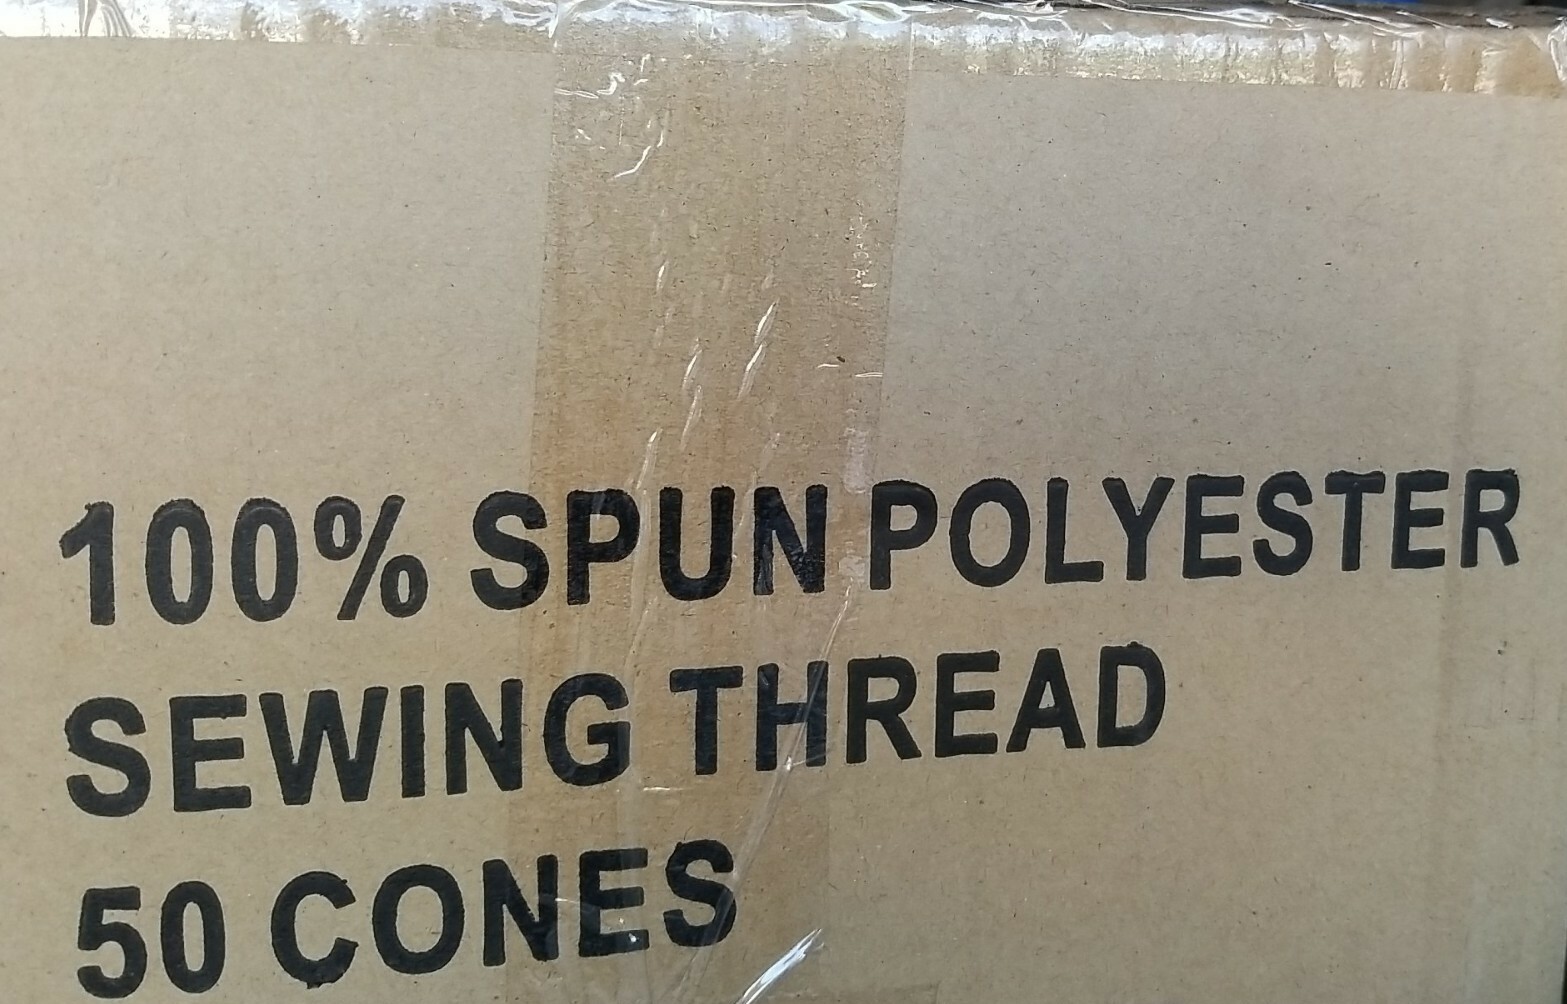 100% SPUN POLYESTER
SEWING THREAD
50 CONES